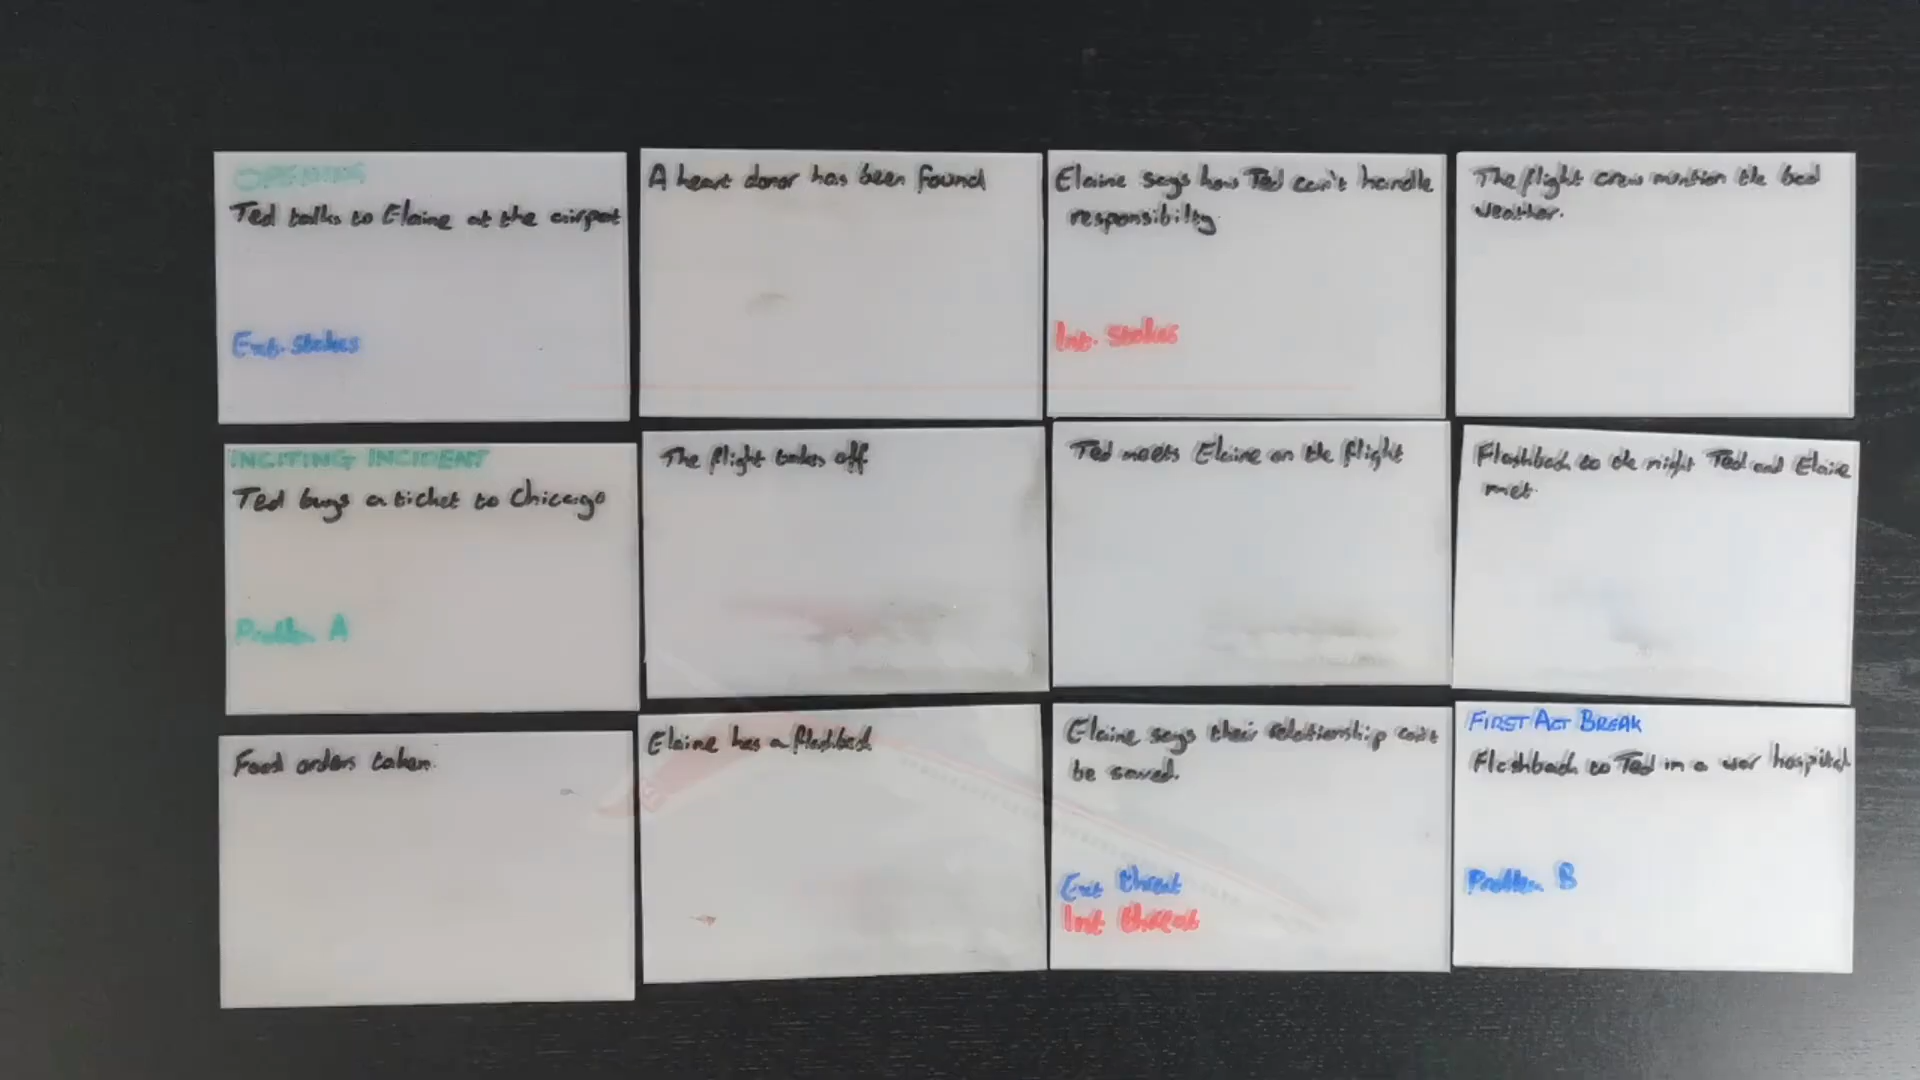 OPENING
Ted talks to Elaine at the airport
Ext. stakes
A heart donor has been found
Elaine says how Ted can't handle
responsibility
Int. stakes
The flight crew mention the bad
weather.
INCITING INCIDENT
Ted buys a ticket to Chicago
Problem A
The flight takes off.
Ted meets Elaine on the flight
Flashback to the night Ted and Elaine
met.
Food orders taken.
Elaine has a flashback
Elaine says their relationship can't
be saved.
Ext threat
Int threat
FIRST ACT BREAK
Flashback to Ted in a war hospital
Problem B